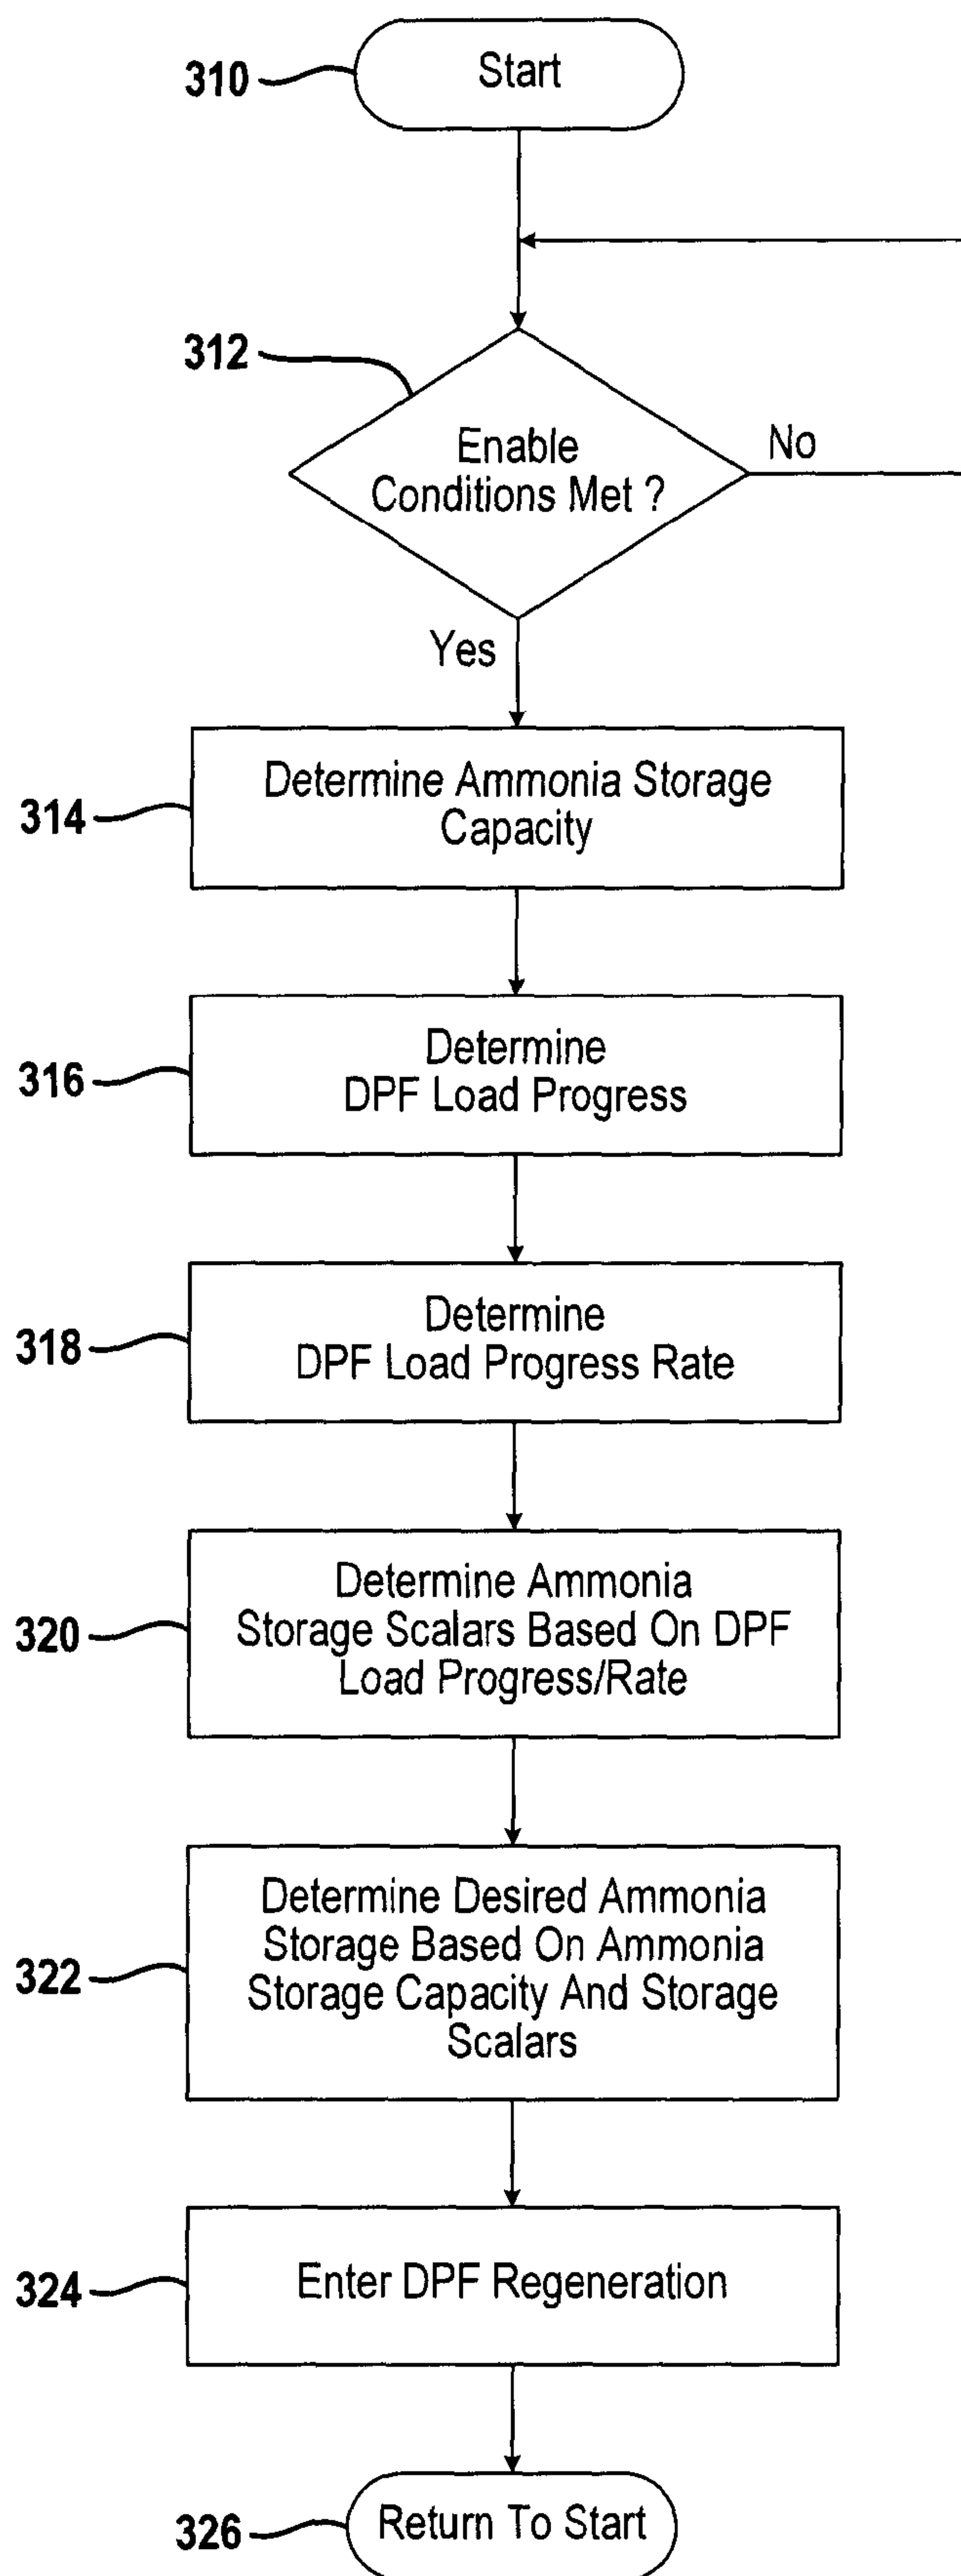 310
Start
312
Enable
Conditions Met ?
No
Yes
314
Determine Ammonia Storage
Capacity
316
Determine
DPF Load Progress
318
Determine
DPF Load Progress Rate
320
Determine Ammonia
Storage Scalars Based On DPF
Load Progress/Rate
322
Determine Desired Ammonia
Storage Based On Ammonia
Storage Capacity And Storage
Scalars
324
Enter DPF Regeneration
326
Return To Start